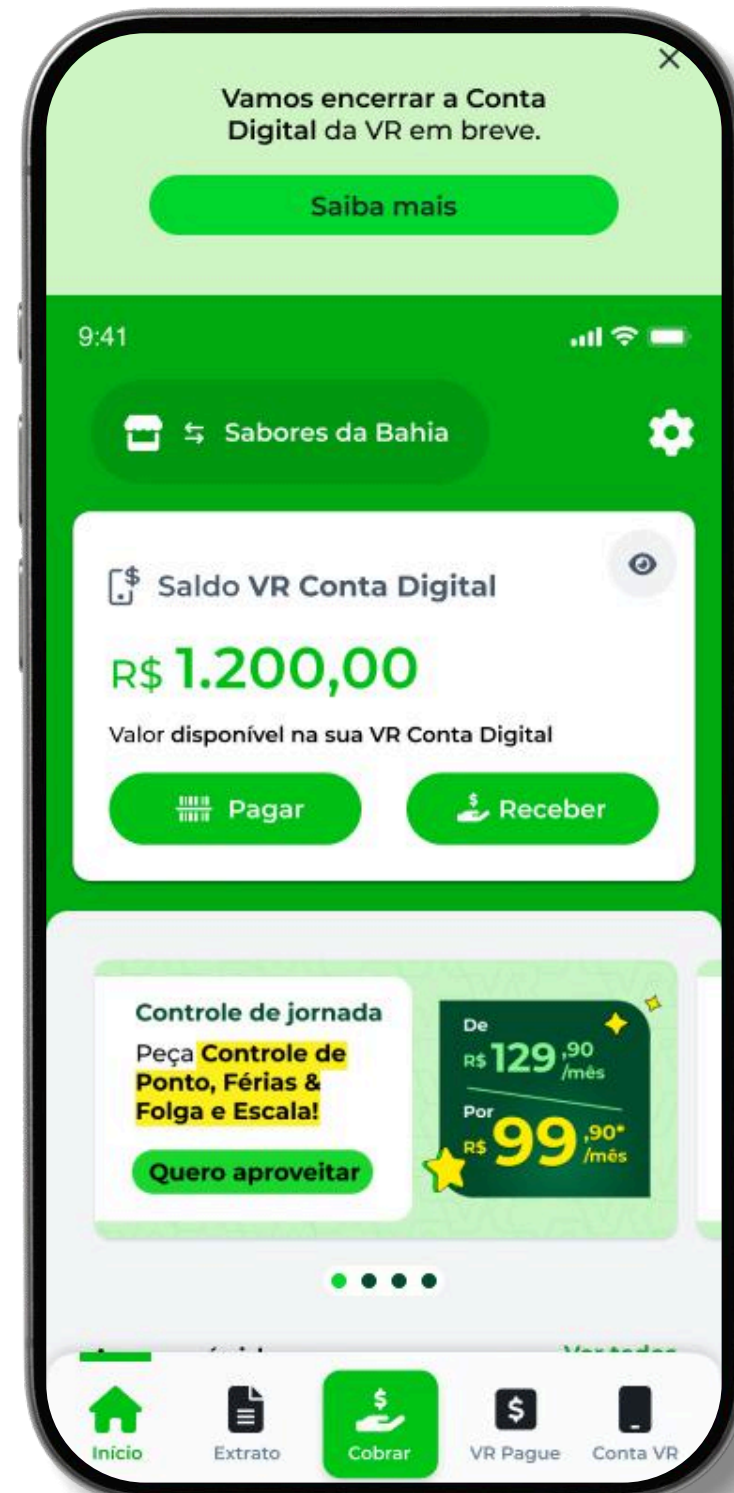 Vamos encerrar a Conta
Digital da VR em breve.
Saiba mais
9:41
Sabores da Bahia
Saldo VR Conta Digital
R$ 1.200,00
Valor disponível na sua VR Conta Digital
Pagar
Receber
Controle de jornada
Peça Controle de
Ponto, Férias &
Folga e Escala!
Quero aproveitar
De
R$ 129,90
/mês
Por
R$ 99,90*
/mês
Início
Extrato
Cobrar
VR Pague
Conta VR